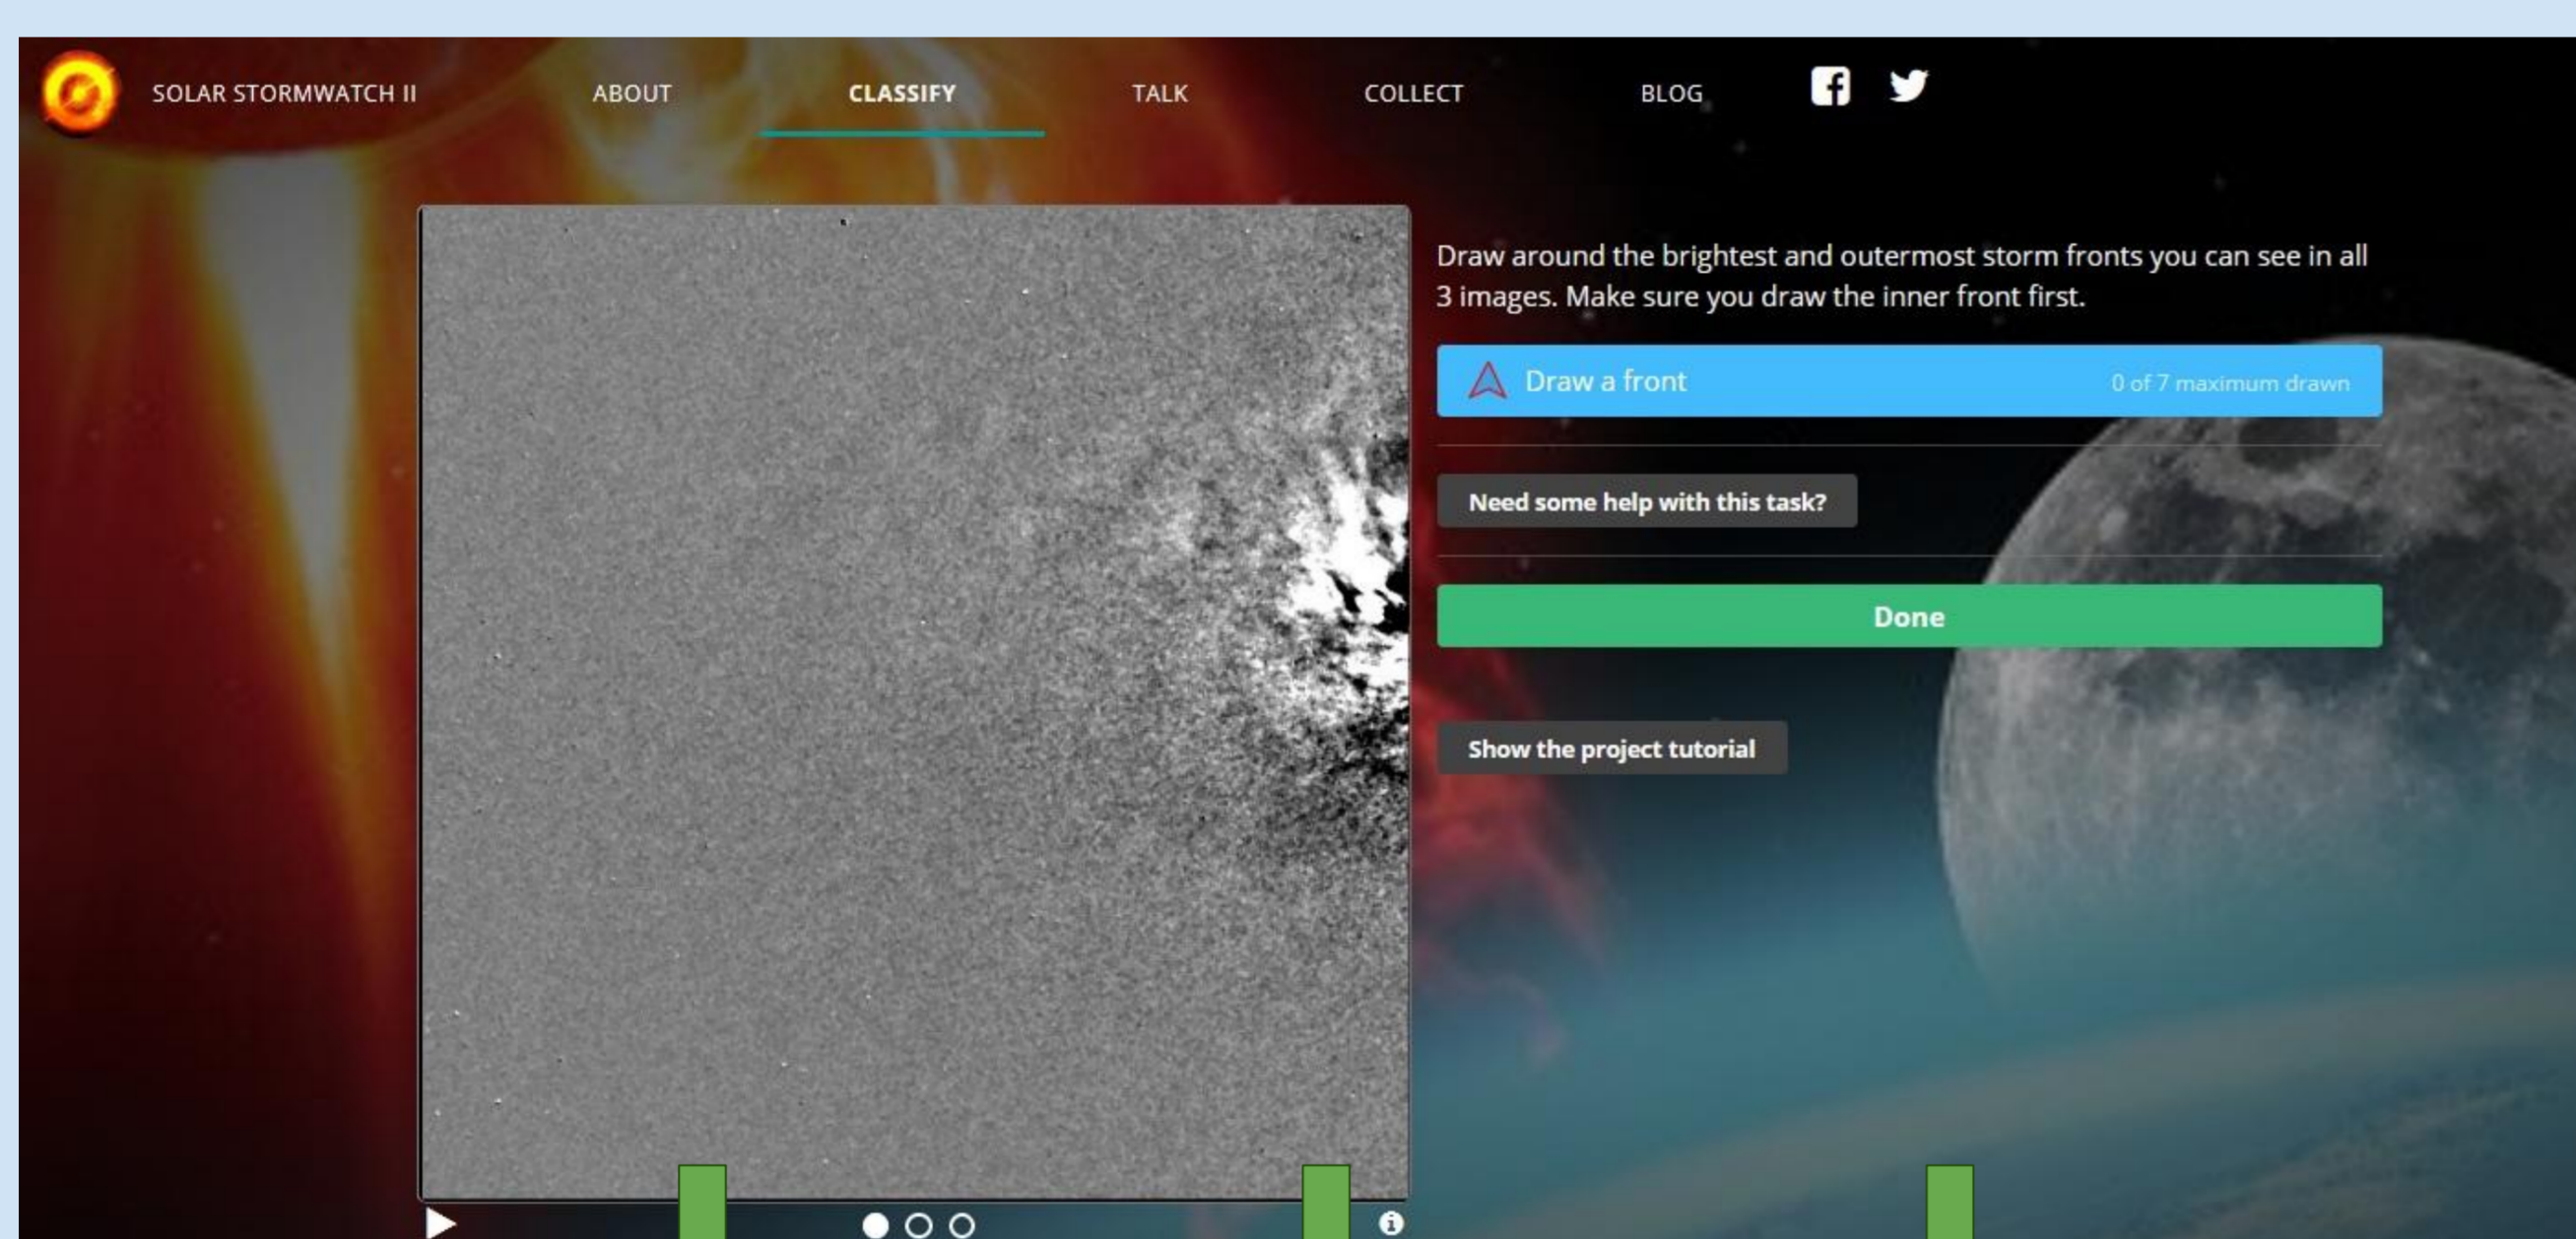 SOLAR STORMWATCH II ABOUT CLASSIFY TALK COLLECT BLOG
Draw around the brightest and outermost storm fronts you can see in all
3 images. Make sure you draw the inner front first.
Draw a front 0 of 7 maximum drawn
Need some help with this task?
Done
Show the project tutorial